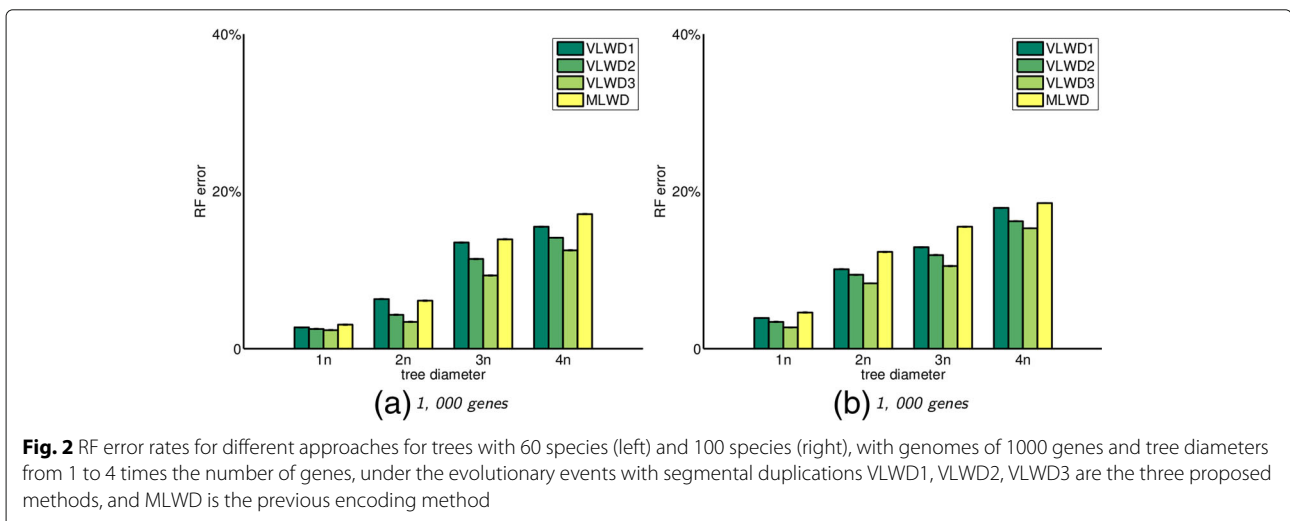 40%
20%
0
RF error
VLWD1
VLWD2
VLWD3
MLWD
1n 2n 3n 4n
tree diameter
(a) 1, 000 genes
40%
20%
0
RF error
VLWD1
VLWD2
VLWD3
MLWD
1n 2n 3n 4n
tree diameter
(b) 1, 000 genes
Fig. 2 RF error rates for different approaches for trees with 60 species (left) and 100 species (right), with genomes of 1000 genes and tree diameters
from 1 to 4 times the number of genes, under the evolutionary events with segmental duplications VLWD1, VLWD2, VLWD3 are the three proposed
methods, and MLWD is the previous encoding method